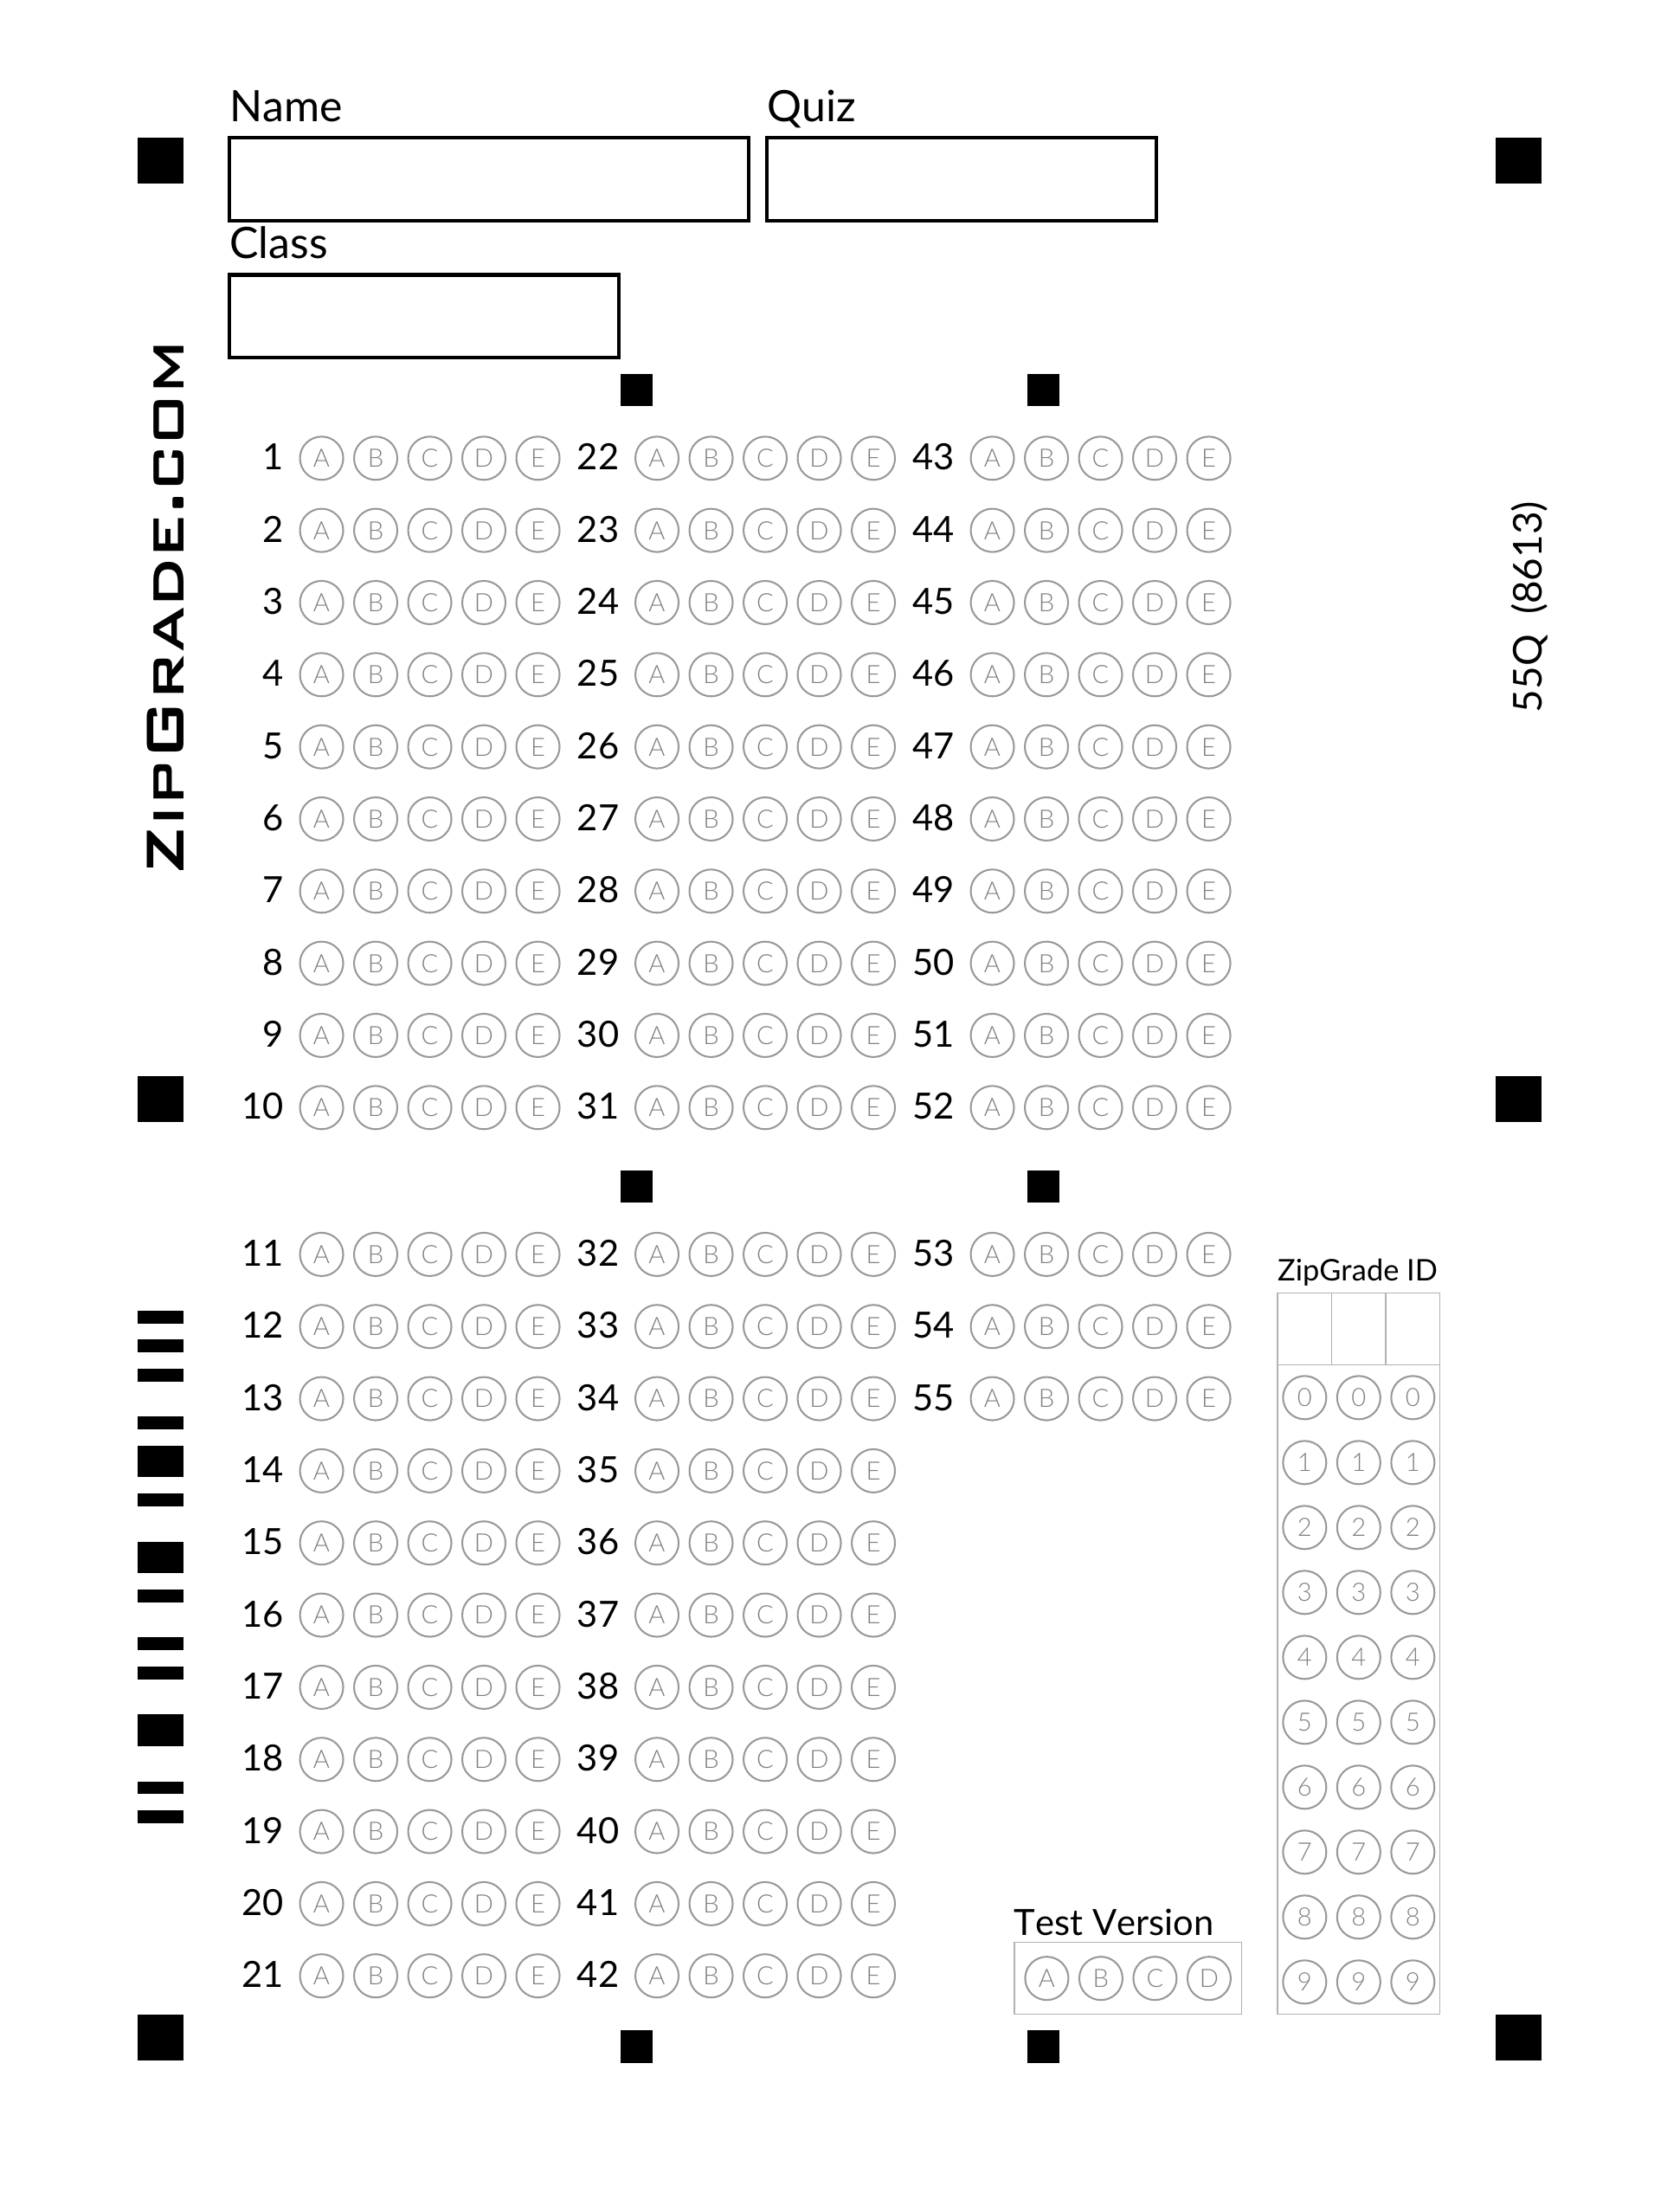 Name
Quiz
Class
ZIPGRADE.COM
55Q (8613)
1 A B C D E 22 A B C D E 43 A B C D E
2 A B C D E 23 A B C D E 44 A B C D E
3 A B C D E 24 A B C D E 45 A B C D E
4 A B C D E 25 A B C D E 46 A B C D E
5 A B C D E 26 A B C D E 47 A B C D E
6 A B C D E 27 A B C D E 48 A B C D E
7 A B C D E 28 A B C D E 49 A B C D E
8 A B C D E 29 A B C D E 50 A B C D E
9 A B C D E 30 A B C D E 51 A B C D E
10 A B C D E 31 A B C D E 52 A B C D E
11 A B C D E 32 A B C D E 53 A B C D E
12 A B C D E 33 A B C D E 54 A B C D E
13 A B C D E 34 A B C D E 55 A B C D E
14 A B C D E 35 A B C D E
15 A B C D E 36 A B C D E
16 A B C D E 37 A B C D E
17 A B C D E 38 A B C D E
18 A B C D E 39 A B C D E
19 A B C D E 40 A B C D E
20 A B C D E 41 A B C D E
21 A B C D E 42 A B C D E
Test Version
A B C D
ZipGrade ID
0 0 0
1 1 1
2 2 2
3 3 3
4 4 4
5 5 5
6 6 6
7 7 7
8 8 8
9 9 9